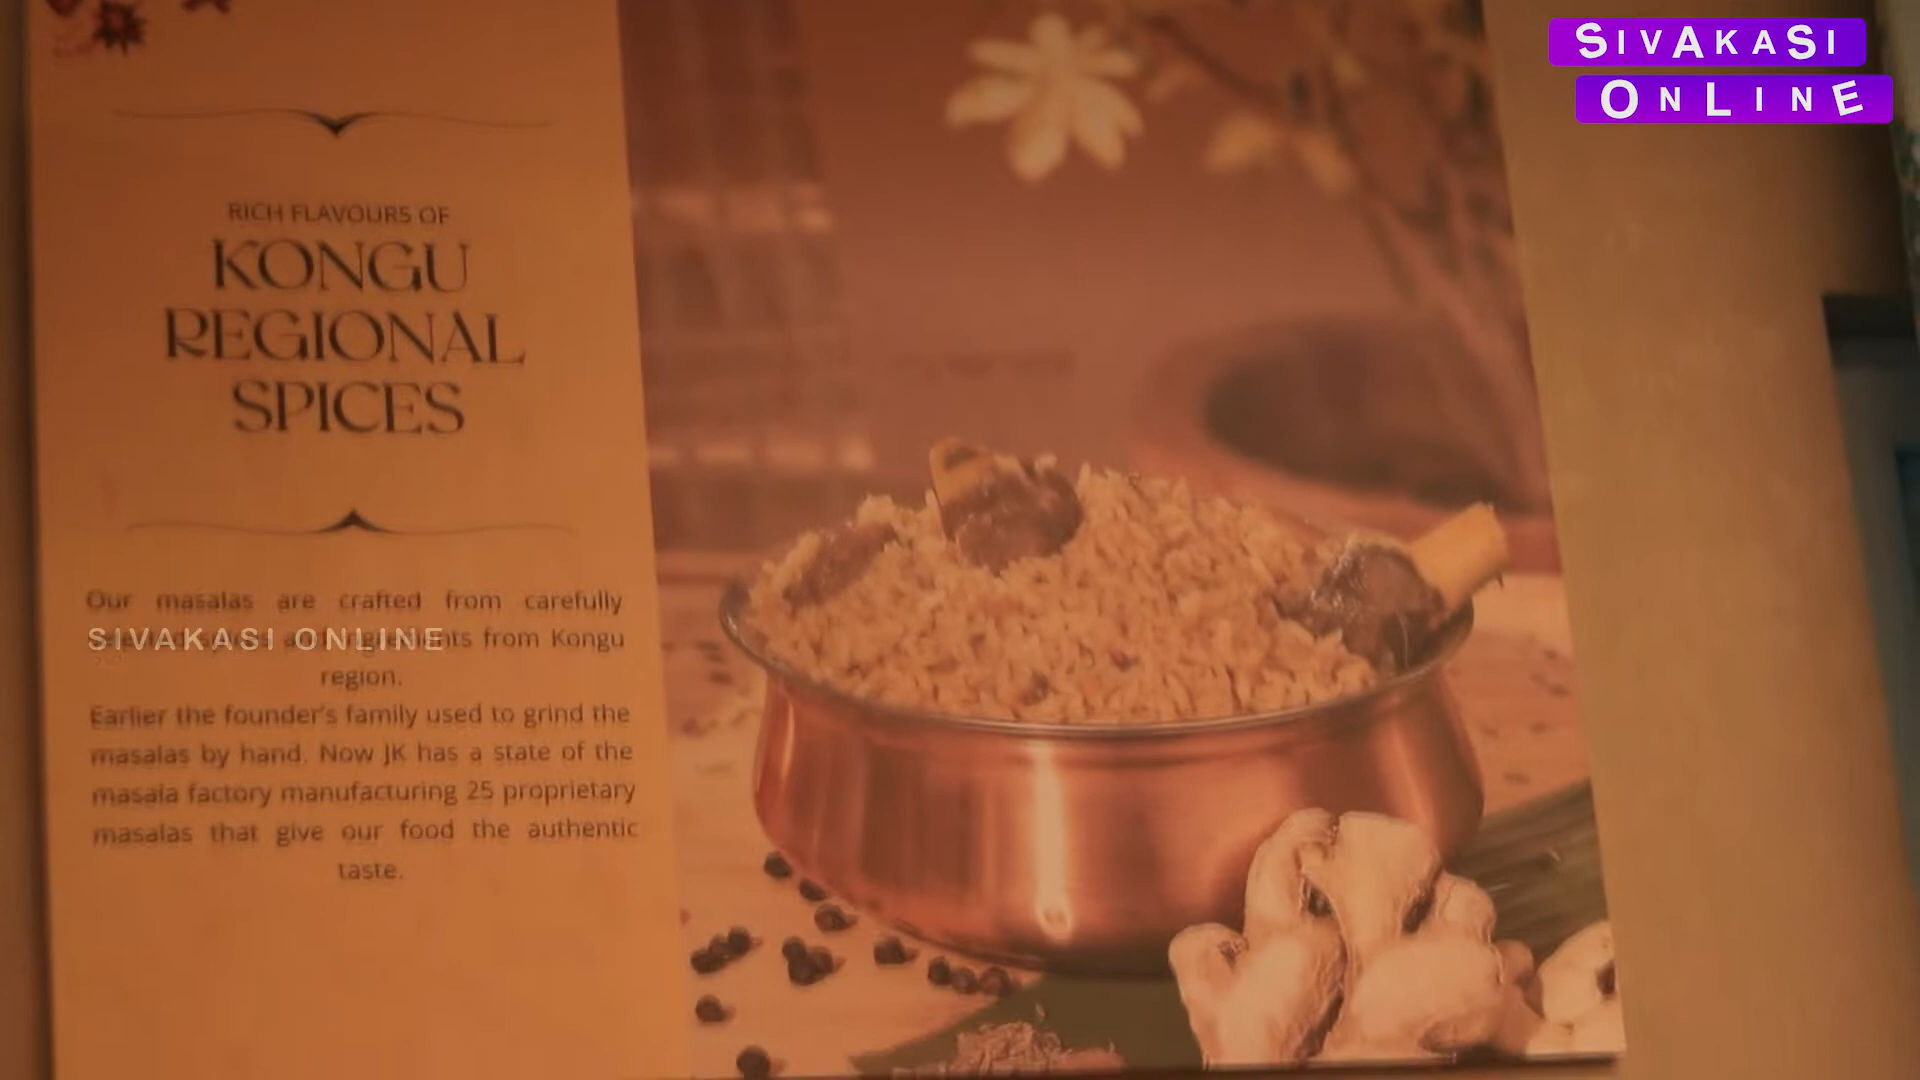 SIVAKASI
ONLINE
RICH FLAVOURS OF
KONGU
REGIONAL
SPICES
Our masalas are crafted from carefully
from Kongu
SIVAKASI ONLINE
region.
Earlier the founder's family used to grind the
masalas by hand. Now JK has a state of the
masala factory manufacturing 25 proprietary
masalas that give our food the authentic
taste.